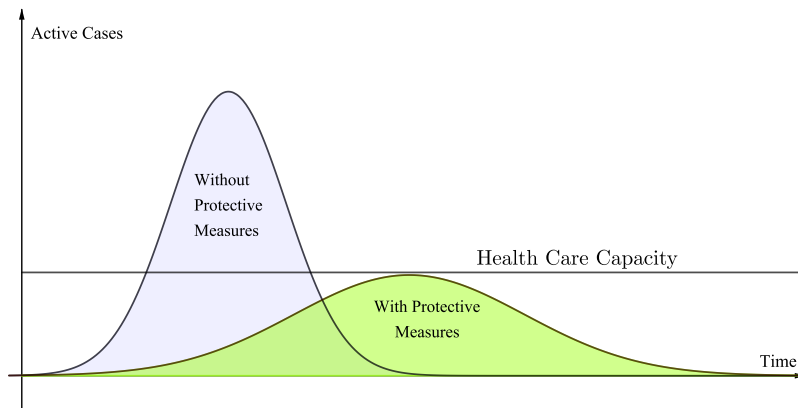 Active Cases
Without
Protective
Measures
Health Care Capacity
With Protective
Measures
Time